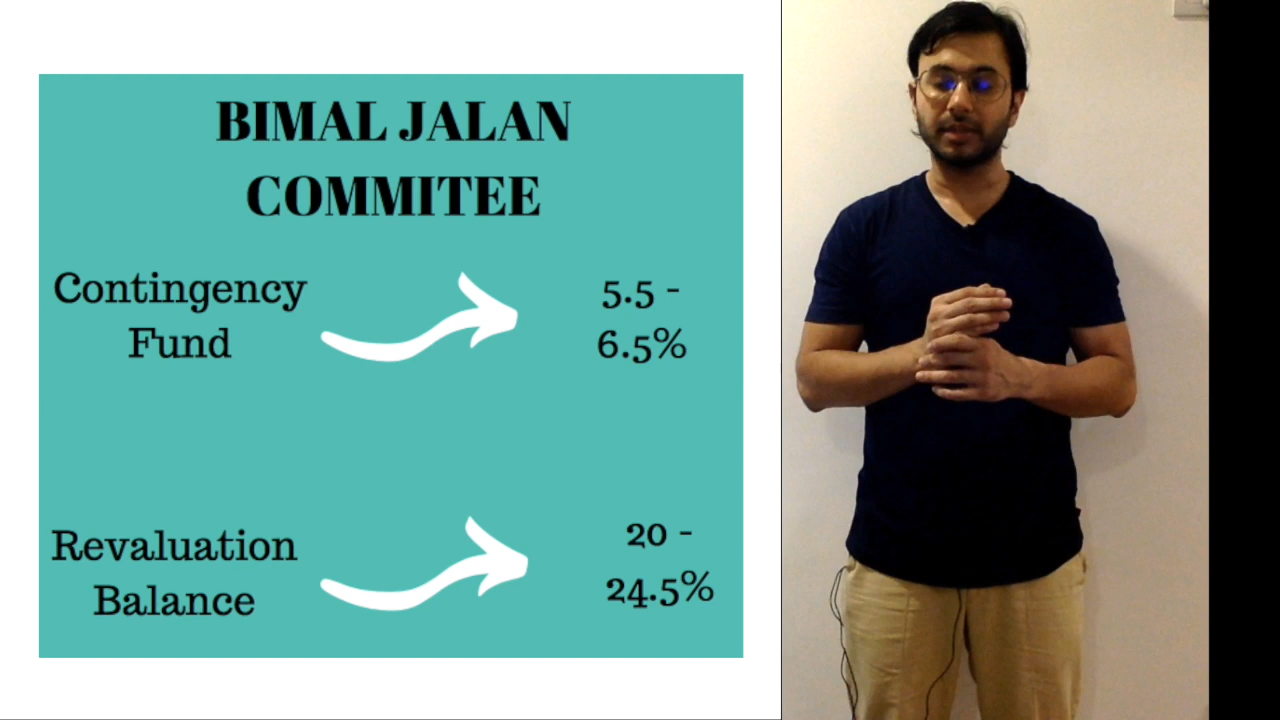 BIMAL JALAN
COMMITEE
Contingency
Fund
5.5 -
6.5%
Revaluation
Balance
20 -
24.5%